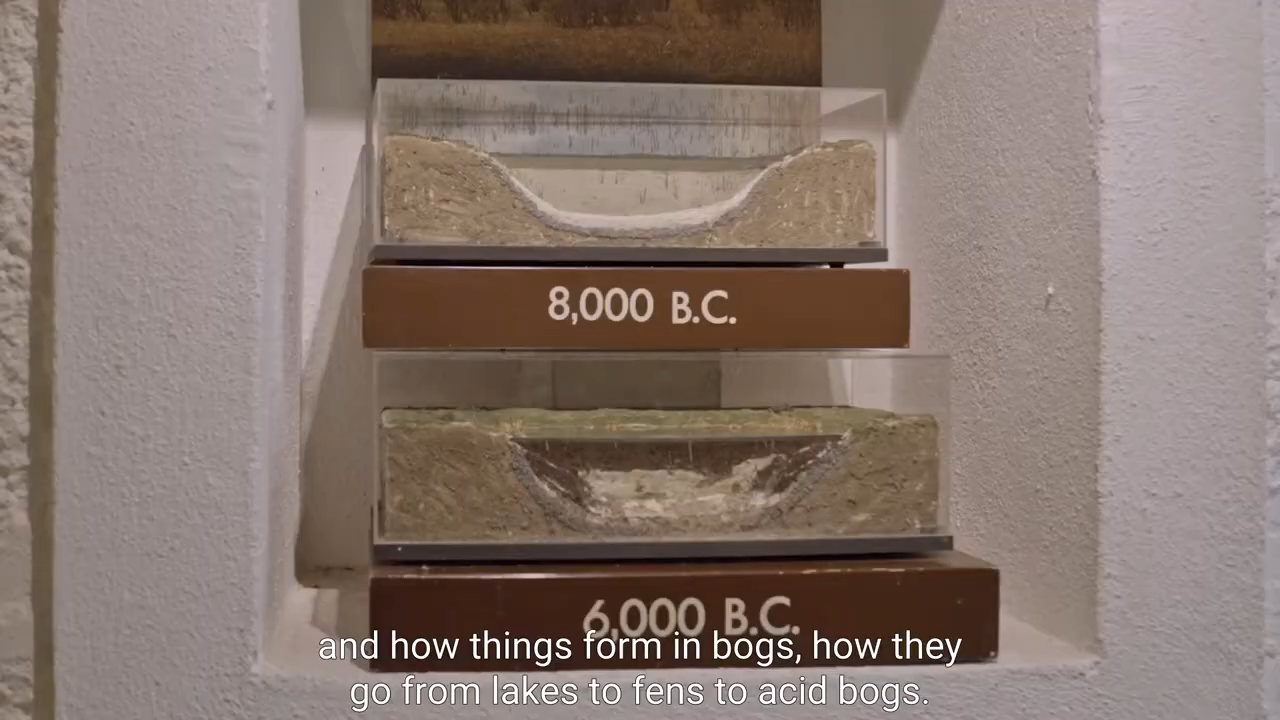 8,000 B.C.
6,000 B.C.
and how things form in bogs, how they
go from lakes to fens to acid bogs.